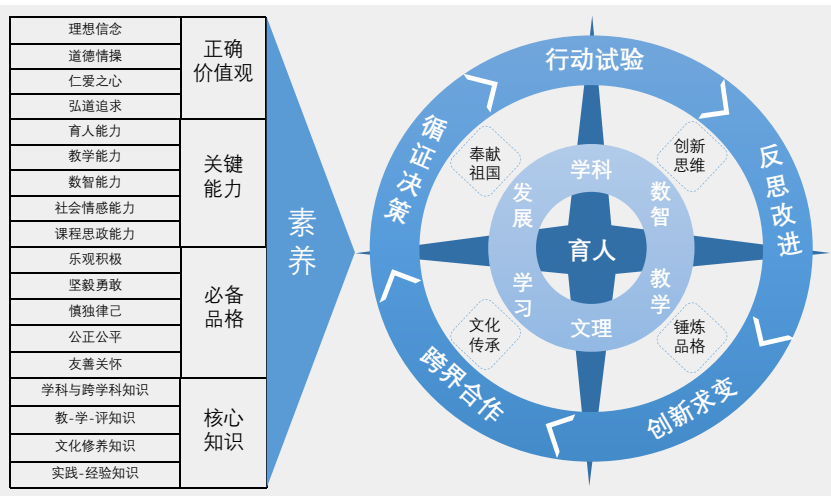 理想信念
道德情操
仁爱之心
弘道追求
正确
价值观
育人能力
教学能力
数智能力
社会情感能力
课程思政能力
关键
能力
乐观积极
坚毅勇敢
慎独律己
公正公平
友善关怀
必备
品格
学科与跨学科知识
教-学-评知识
文化修养知识
实践-经验知识
核心
知识
素养
行动试验
反思改进
创新求变
跨界合作
循证决策
奉献
祖国
创新
思维
文化
传承
锤炼
品格
学科
数智
教学
文理
学习
发展
育人